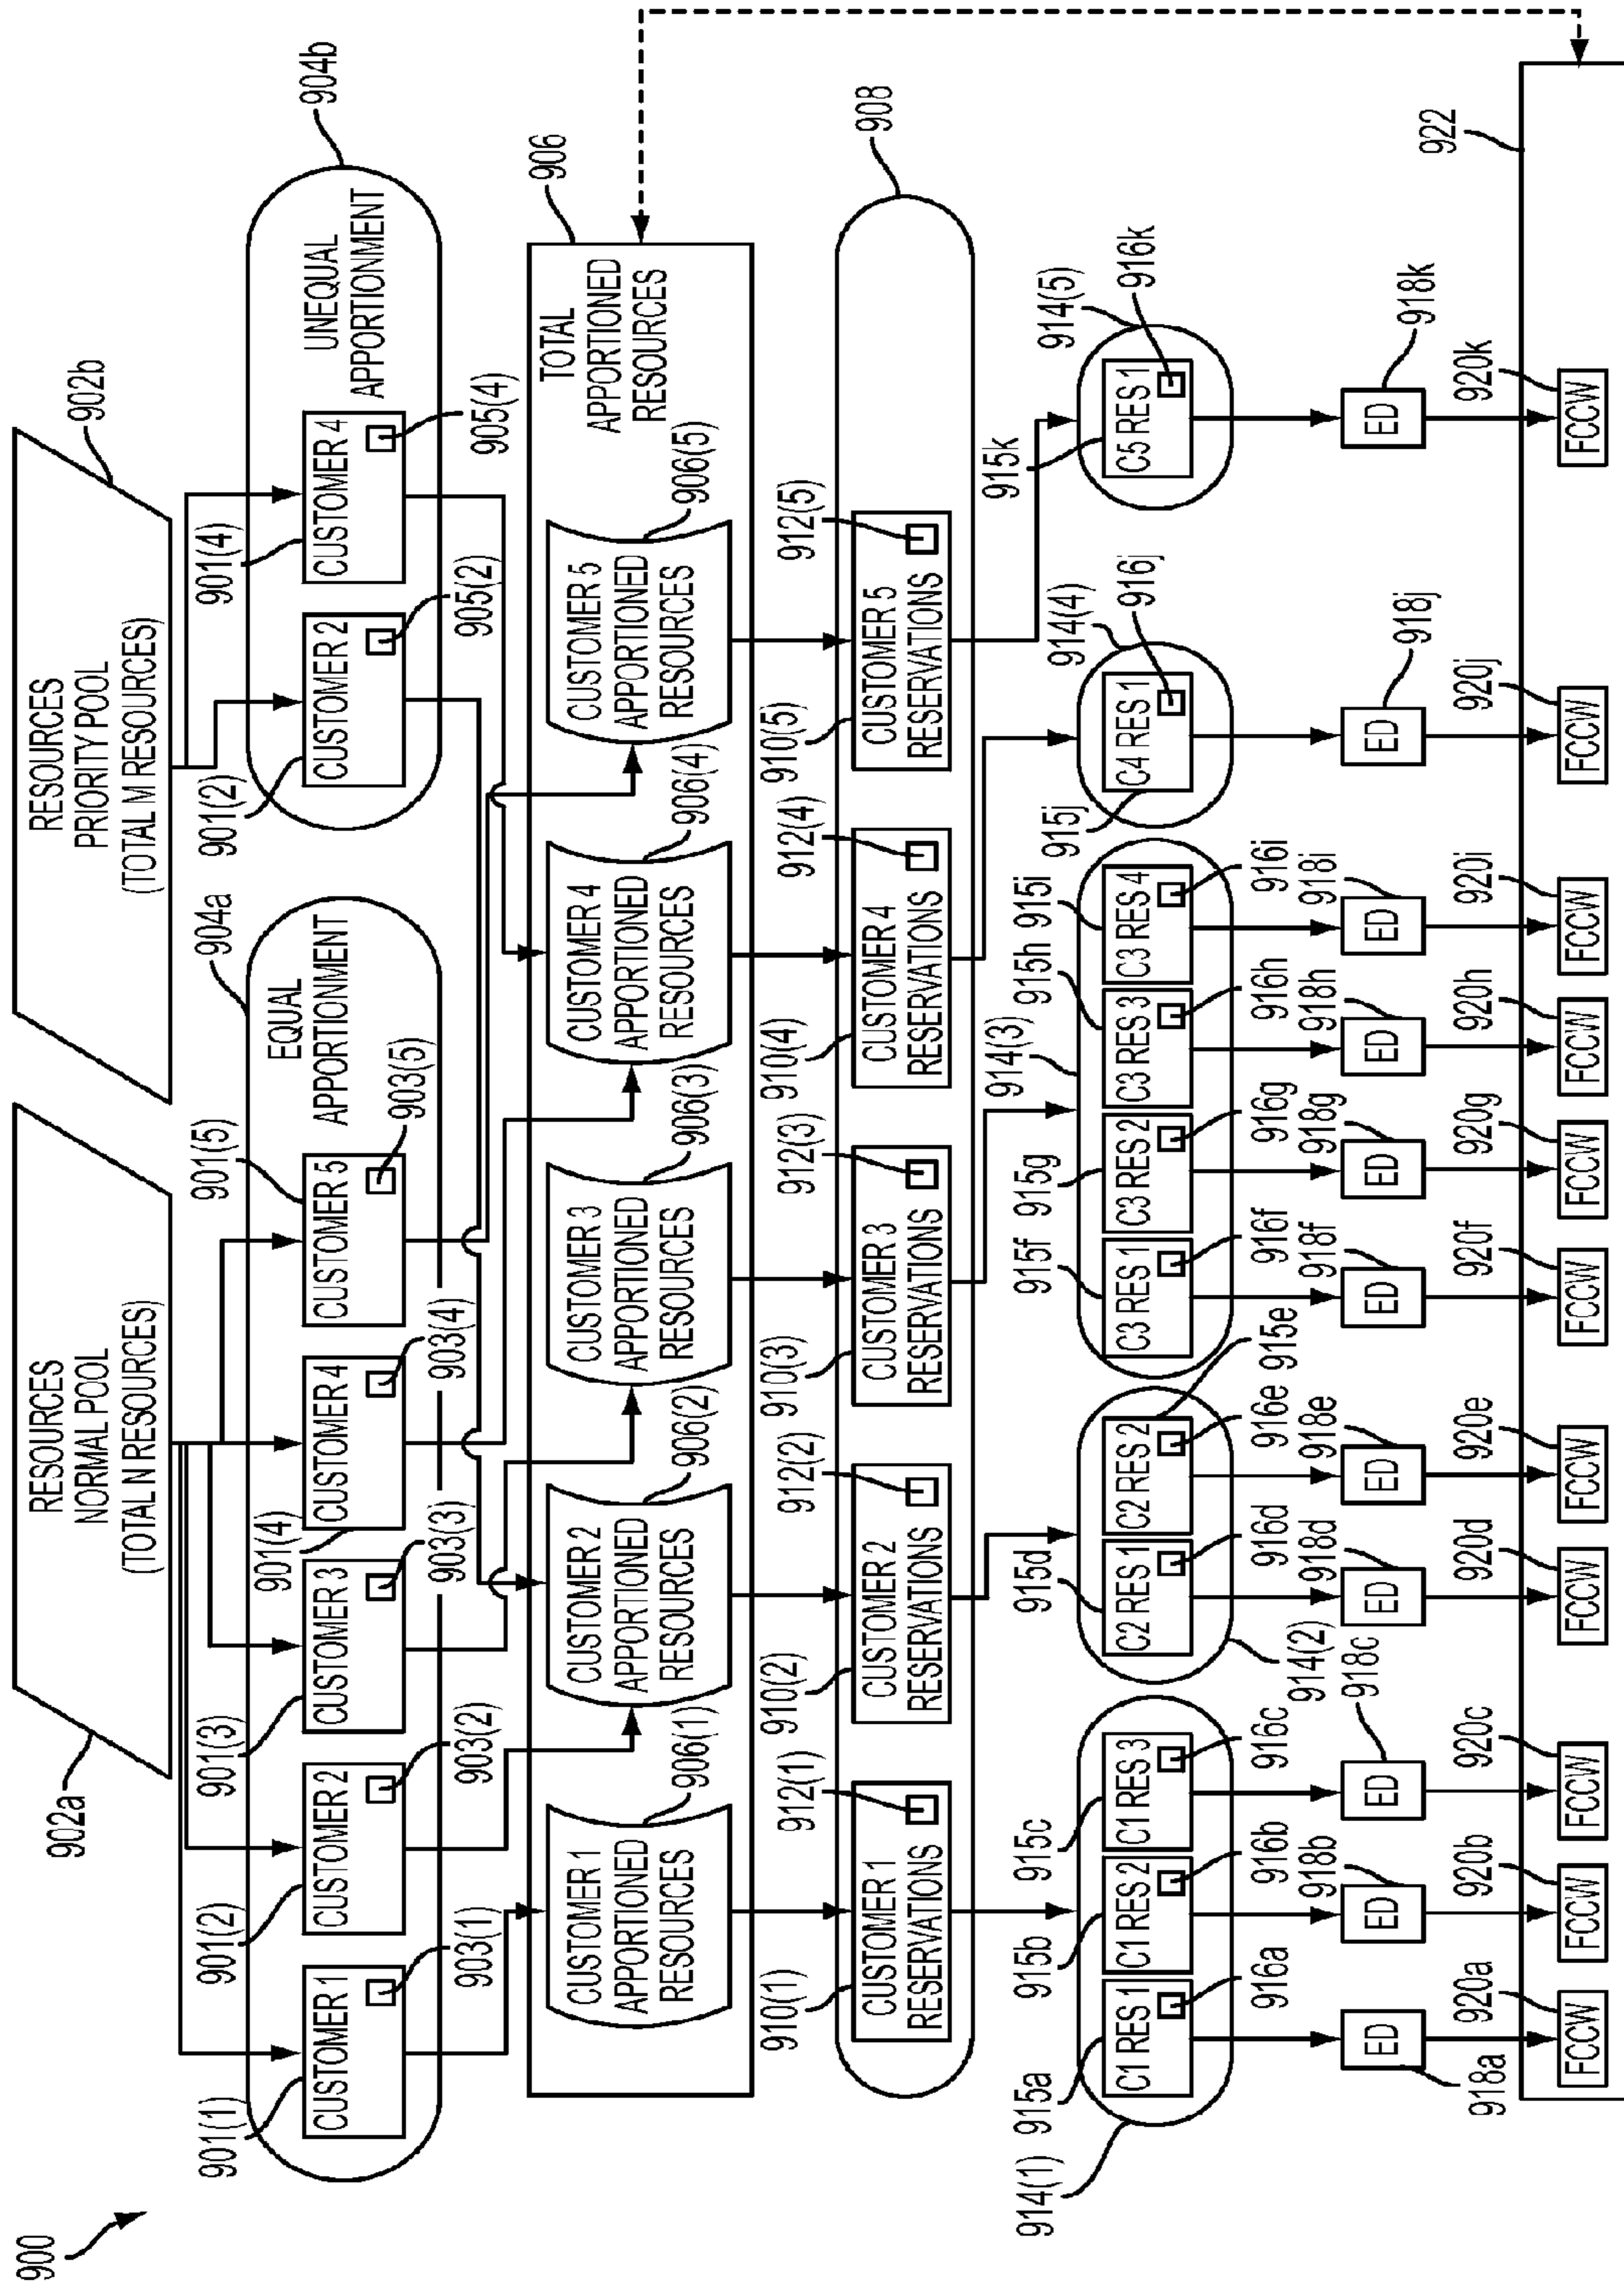 900
RESOURCES
NORMAL POOL
(TOTAL N RESOURCES)
902a
RESOURCES
PRIORITY POOL
(TOTAL M RESOURCES)
902b
904a
EQUAL
APPORTIONMENT
901(1)
CUSTOMER 1
903(1)
901(2)
CUSTOMER 2
903(2)
901(3)
CUSTOMER 3
903(3)
901(4)
CUSTOMER 4
903(4)
901(5)
CUSTOMER 5
903(5)
904b
UNEQUAL
APPORTIONMENT
901(2)
CUSTOMER 2
905(2)
901(4)
CUSTOMER 4
905(4)
906
TOTAL
APPORTIONED
RESOURCES
CUSTOMER 1
APPORTIONED
RESOURCES
906(1)
CUSTOMER 2
APPORTIONED
RESOURCES
906(2)
CUSTOMER 3
APPORTIONED
RESOURCES
906(3)
CUSTOMER 4
APPORTIONED
RESOURCES
906(4)
CUSTOMER 5
APPORTIONED
RESOURCES
906(5)
908
910(1)
CUSTOMER 1
RESERVATIONS
912(1)
910(2)
CUSTOMER 2
RESERVATIONS
912(2)
910(3)
CUSTOMER 3
RESERVATIONS
912(3)
910(4)
CUSTOMER 4
RESERVATIONS
912(4)
910(5)
CUSTOMER 5
RESERVATIONS
912(5)
914(1)
915a
C1 RES 1
916a
915b
C1 RES 2
916b
915c
C1 RES 3
916c
914(2)
915d
C2 RES 1
916d
C2 RES 2
915e
916e
914(3)
915f
C3 RES 1
916f
915g
C3 RES 2
916g
915h
C3 RES 3
916h
915i
C3 RES 4
916i
914(4)
915j
C4 RES 1
916j
914(5)
915k
C5 RES 1
916k
ED
918a
ED
918b
ED
918c
ED
918d
ED
918e
ED
918f
ED
918g
ED
918h
ED
918i
ED
918j
ED
918k
922
920a
FCCW
920b
FCCW
920c
FCCW
920d
FCCW
920e
FCCW
920f
FCCW
920g
FCCW
920h
FCCW
920i
FCCW
920j
FCCW
920k
FCCW